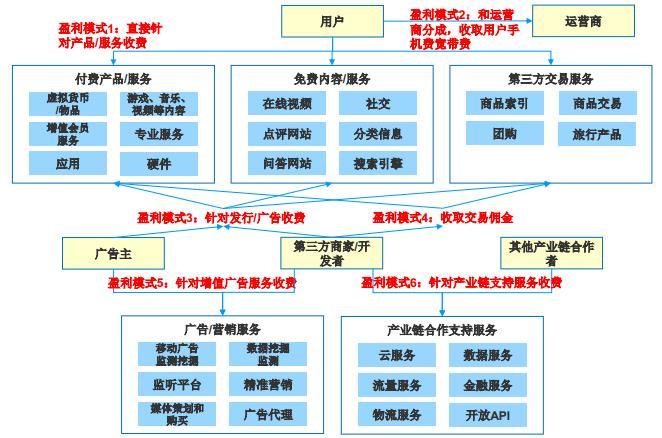 盈利模式1：直接针
对产品/服务收费
用户
盈利模式2：和运营
商分成，收取用户手
机费宽带费
运营商
付费产品/服务
虚拟货币
/物品
游戏、音乐、
视频等内容
增值会员
服务
专业服务
应用
硬件
免费内容/服务
在线视频
社交
点评网站
分类信息
问答网站
搜索引擎
第三方交易服务
商品索引
商品交易
团购
旅行产品
盈利模式3：针对发行/广告收费
盈利模式4：收取交易佣金
广告主
第三方商家/开
发者
其他产业链合作
者
盈利模式5：针对增值广告服务收费
盈利模式6：针对产业链支持服务收费
广告/营销服务
移动广告
监测挖掘
数据挖掘
监测
监听平台
精准营销
媒体策划和
购买
广告代理
产业链合作支持服务
云服务
数据服务
流量服务
金融服务
物流服务
开放API